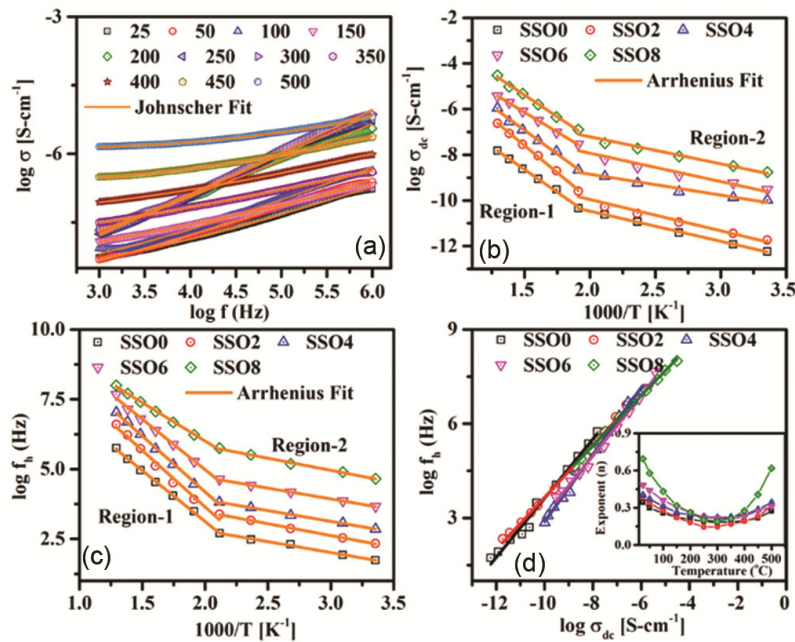 -3
-6
log σ [S-cm⁻¹]
25 50 100 150
200 250 300 350
400 450 500
Johnscher Fit
(a)
3.0 3.5 4.0 4.5 5.0 5.5 6.0
log f (Hz)
-2
-4
-6
-8
-10
-12
log σdc [S-cm⁻¹]
SSO0 SSO2 SSO4
SSO6 SSO8
Arrhenius Fit
Region-2
Region-1
(b)
1.5 2.0 2.5 3.0 3.5
1000/T [K⁻¹]
10.0
7.5
5.0
2.5
log fh (Hz)
SSO0 SSO2 SSO4
SSO6 SSO8
Arrhenius Fit
Region-2
Region-1
(c)
1.0 1.5 2.0 2.5 3.0 3.5
1000/T [K⁻¹]
9
6
3
log fh (Hz)
SSO0 SSO2 SSO4
SSO6 SSO8
0.9
0.6
0.3
0.0
Exponent (n)
100 200 300 400 500
Temperature (°C)
(d)
-12 -10 -8 -6 -4 -2 0
log σdc [S-cm⁻¹]